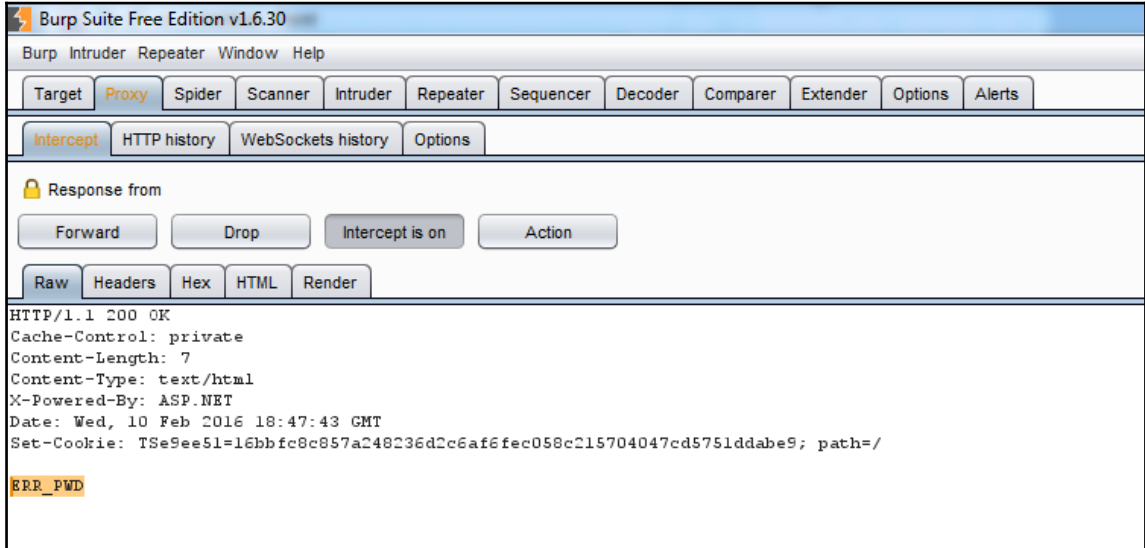 Burp Suite Free Edition v1.6.30
Burp Intruder Repeater Window Help
Target Proxy Spider Scanner Intruder Repeater Sequencer Decoder Comparer Extender Options Alerts
Intercept HTTP history WebSockets history Options
Response from
Forward Drop Intercept is on Action
Raw Headers Hex HTML Render
HTTP/1.1 200 OK
Cache-Control: private
Content-Length: 7
Content-Type: text/html
X-Powered-By: ASP.NET
Date: Wed, 10 Feb 2016 18:47:43 GMT
Set-Cookie: TSe9ee51=16bbfc8c857a248236d2c6af6fec058c215704047cd5751ddabe9; path=/
ERR_PWD